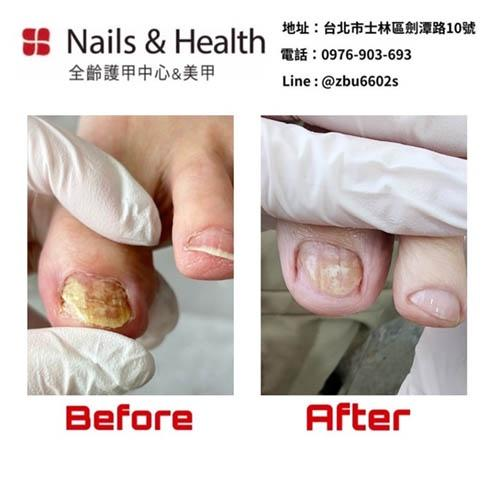 Nails & Health
全齡護甲中心&美甲
地址：台北市士林區劍潭路10號
電話：0976-903-693
Line : @zbu6602s
Before
After